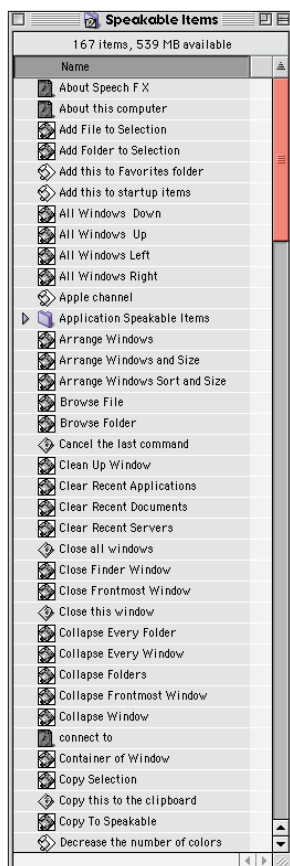 Speakable Items
167 items, 539 MB available
Name
About Speech F X
About this computer
Add File to Selection
Add Folder to Selection
Add this to Favorites folder
Add this to startup items
All Windows Down
All Windows Up
All Windows Left
All Windows Right
Apple channel
Application Speakable Items
Arrange Windows
Arrange Windows and Size
Arrange Windows Sort and Size
Browse File
Browse Folder
Cancel the last command
Clean Up Window
Clear Recent Applications
Clear Recent Documents
Clear Recent Servers
Close all windows
Close Finder Window
Close Frontmost Window
Close this window
Collapse Every Folder
Collapse Every Window
Collapse Folders
Collapse Frontmost Window
Collapse Window
connect to
Container of Window
Copy Selection
Copy this to the clipboard
Copy To Speakable
Decrease the number of colors